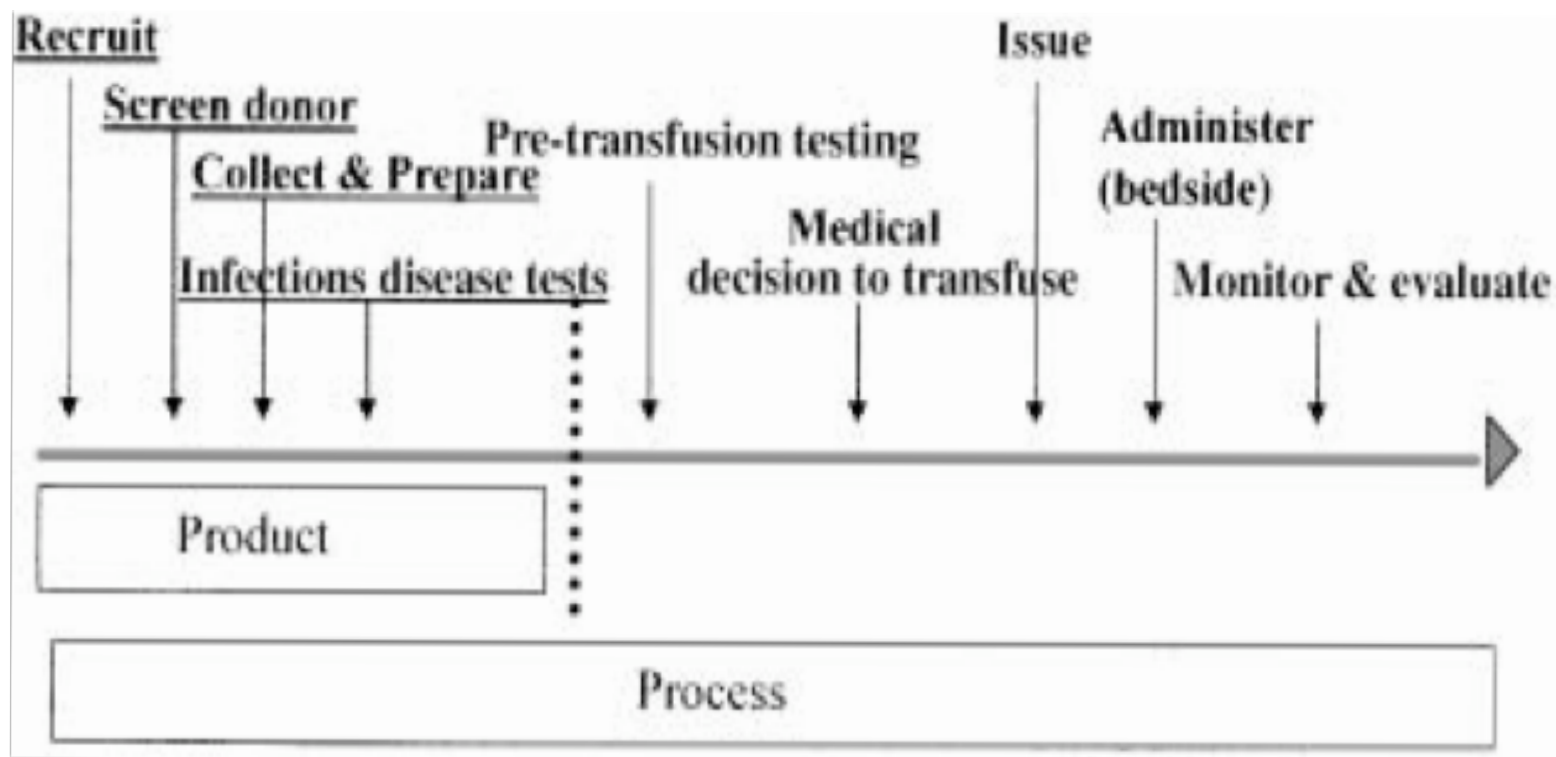 Recruit
Issue
Screen donor
Administer
(bedside)
Pre-transfusion testing
Collect & Prepare
Medical
decision to transfuse
Infections disease tests
Monitor & evaluate
Product
Process